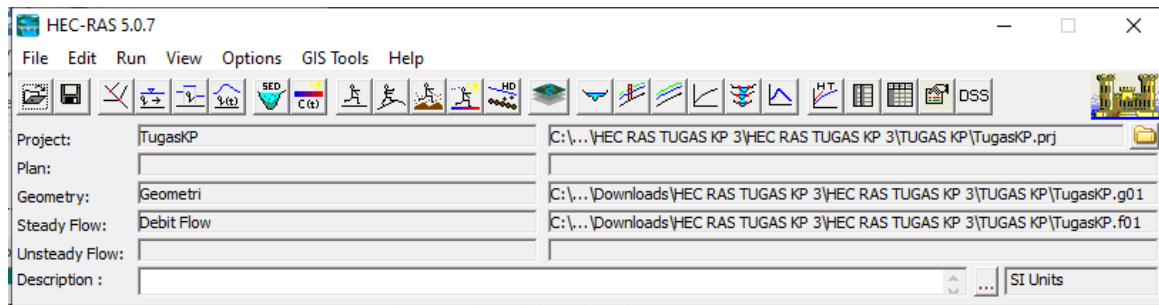 HEC-RAS 5.0.7
File Edit Run View Options GIS Tools Help
SED C(t) HD HT DSS
Project: TugasKP C:\...\HEC RAS TUGAS KP 3\HEC RAS TUGAS KP 3\TUGAS KP\TugasKP.prj
Plan:
Geometry: Geometri C:\...\Downloads\HEC RAS TUGAS KP 3\HEC RAS TUGAS KP 3\TUGAS KP\TugasKP.g01
Steady Flow: Debit Flow C:\...\Downloads\HEC RAS TUGAS KP 3\HEC RAS TUGAS KP 3\TUGAS KP\TugasKP.f01
Unsteady Flow:
Description : ... SI Units